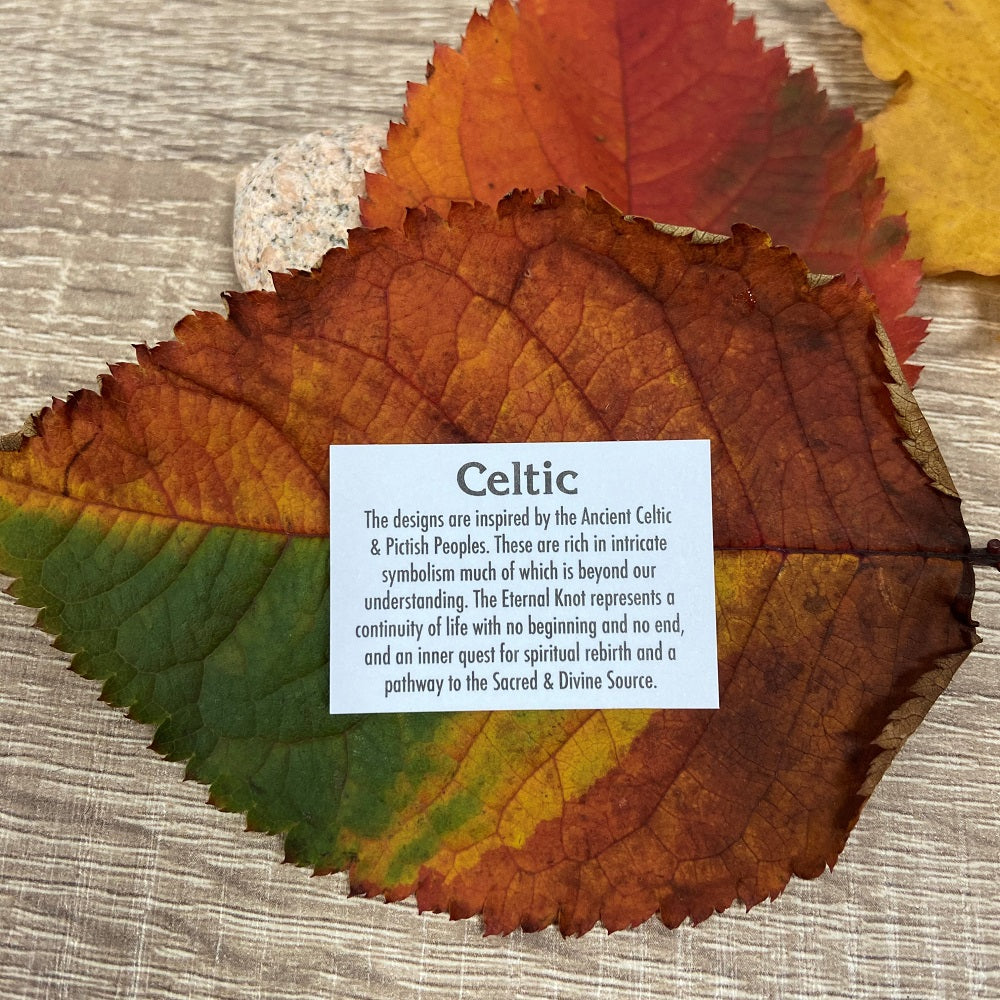 Celtic
The designs are inspired by the Ancient Celtic
& Pictish Peoples. These are rich in intricate
symbolism much of which is beyond our
understanding. The Eternal Knot represents a
continuity of life with no beginning and no end,
and an inner quest for spiritual rebirth and a
pathway to the Sacred & Divine Source.